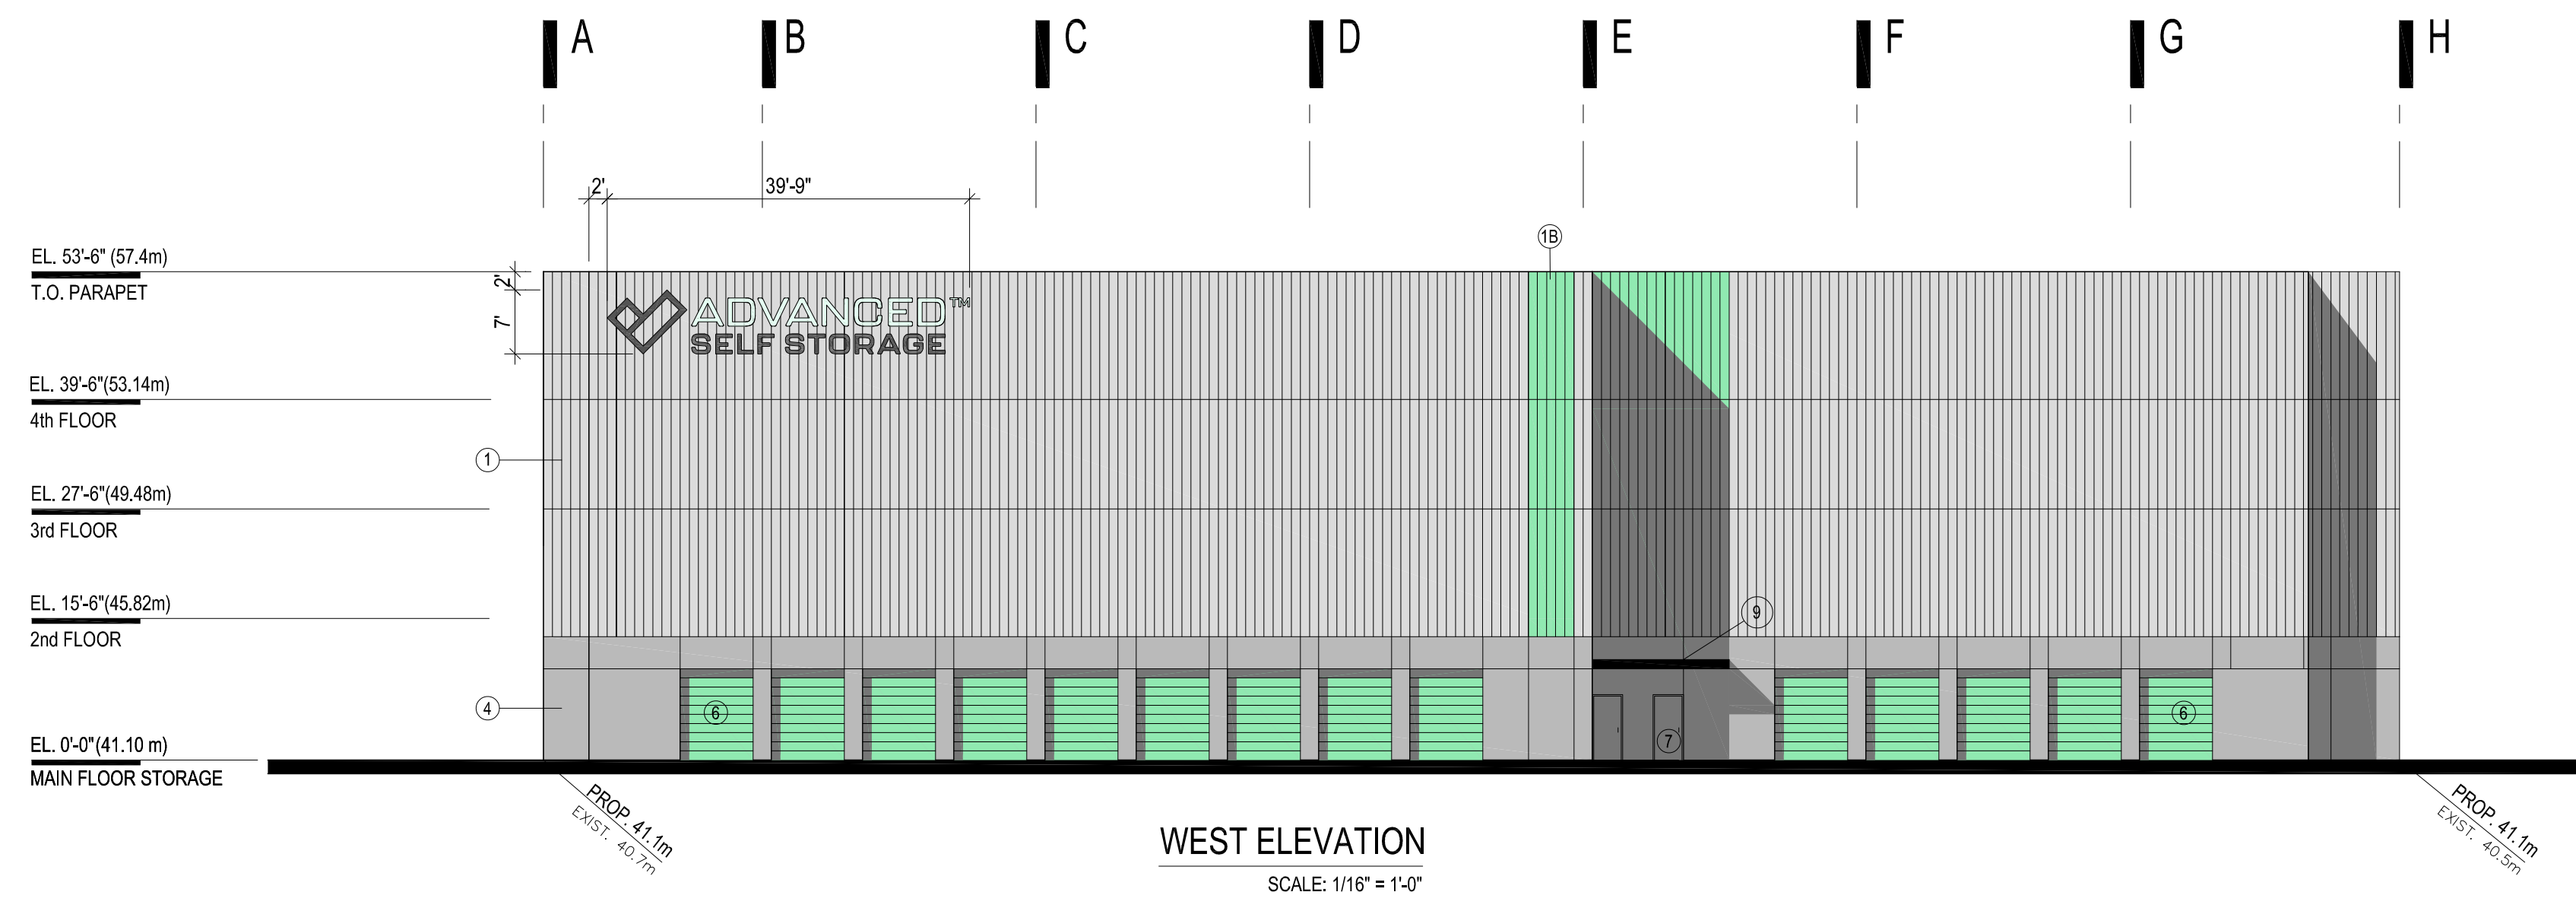 A B C D E F G H
2' 39'-9"
1B
EL. 53'-6" (57.4m)
T.O. PARAPET
2'
7'
ADVANCED™
SELF STORAGE
EL. 39'-6"(53.14m)
4th FLOOR
1
EL. 27'-6"(49.48m)
3rd FLOOR
EL. 15'-6"(45.82m)
2nd FLOOR
9
4
6
7
6
EL. 0'-0"(41.10 m)
MAIN FLOOR STORAGE
PROP. 41.1m
EXIST. 40.7m
PROP. 41.1m
EXIST. 40.5m
WEST ELEVATION
SCALE: 1/16" = 1'-0"